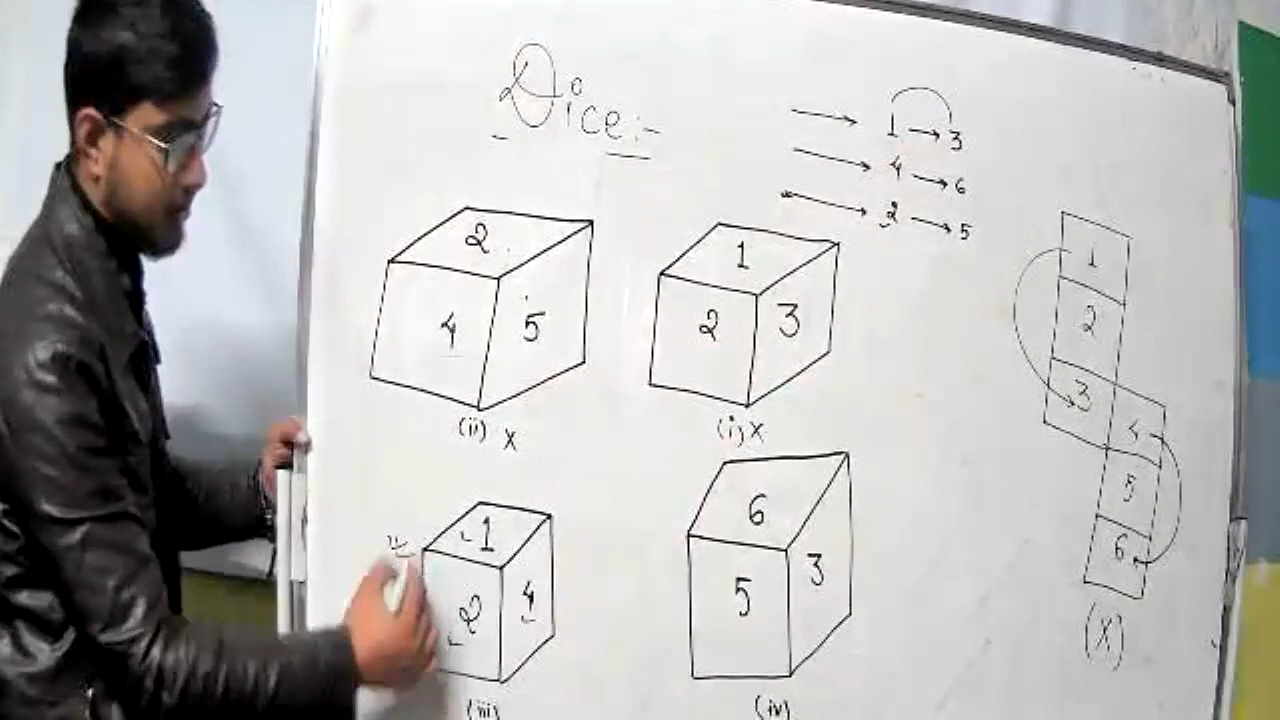 Dice:-
1 → 3
4 → 6
2 → 5
2
4 5
(ii) x
1
2 3
(i) x
1
2 4
(iii)
6
5 3
(iv)
1
2
3 4
5
6
(X)